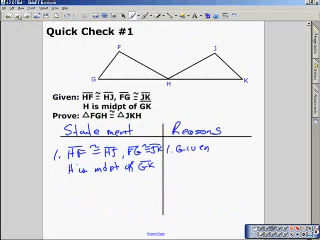 Quick Check #1
F
J
G
H
K
Given: HF ≅ HJ, FG ≅ JK
H is midpt of GK
Prove: △FGH ≅ △JKH
Statement Reasons
1. HF ≅ HJ, FG ≅ JK 1. Given
H is mdpt of GK